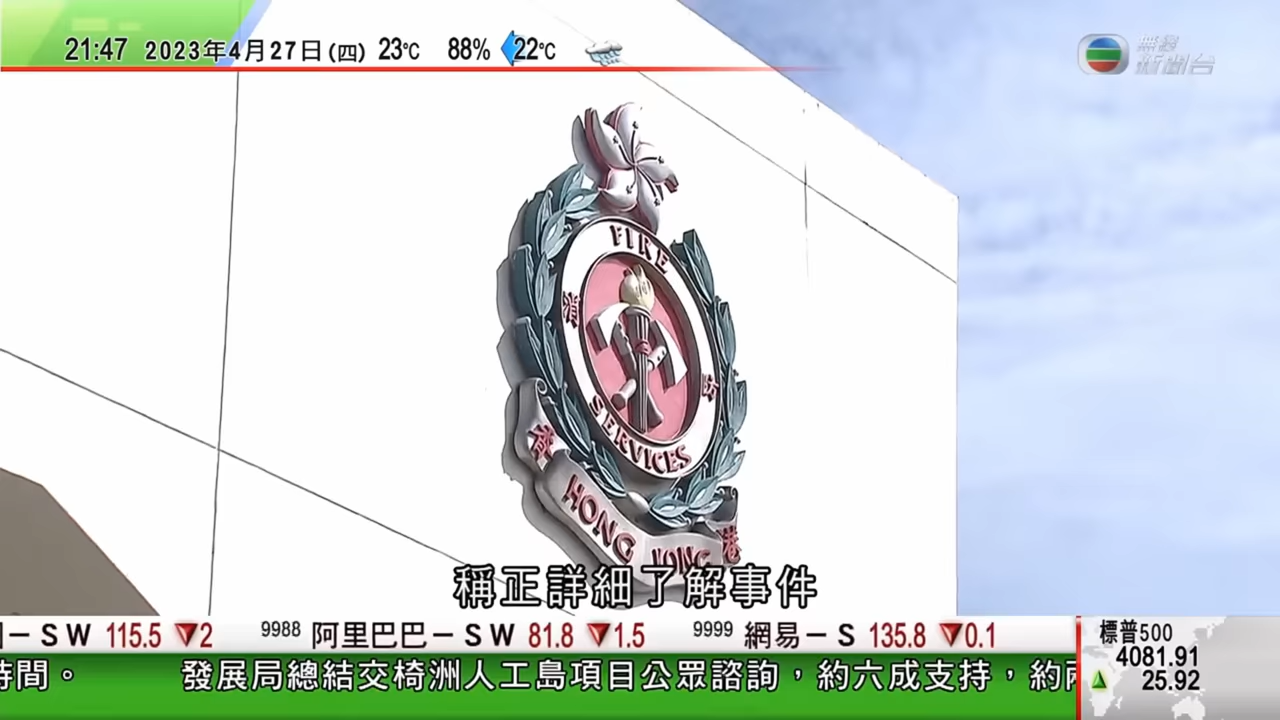 21:47 2023年4月27日(四) 23℃ 88% 22℃
無綫
新聞台
FIRE
消 防
SERVICES
HONG KONG
港
稱正詳細了解事件
-SW 115.5 ▼2 9988 阿里巴巴-SW 81.8 ▼1.5 9999 網易-S 135.8 ▼0.1
時間。 發展局總結交椅洲人工島項目公眾諮詢，約六成支持，約兩
標普500
4081.91
▲ 25.92